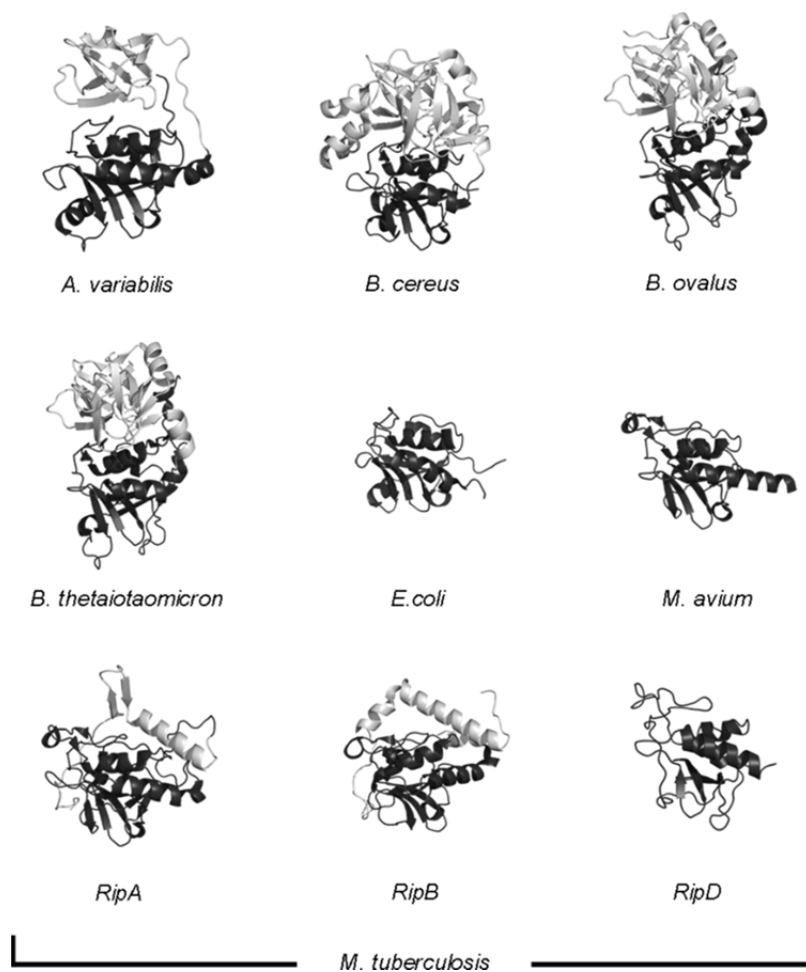 A. variabilis
B. cereus
B. ovalus
B. thetaiotaomicron
E.coli
M. avium
RipA
RipB
RipD
M. tuberculosis